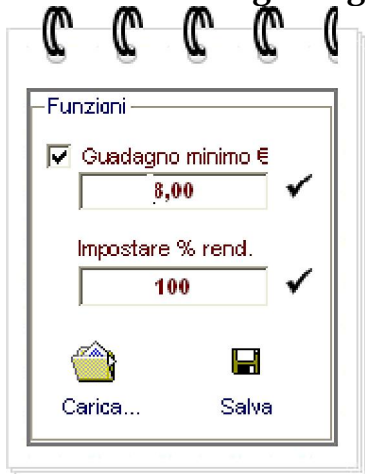 Funzioni
Guadagno minimo €
8,00
Impostare % rend.
100
Carica...
Salva